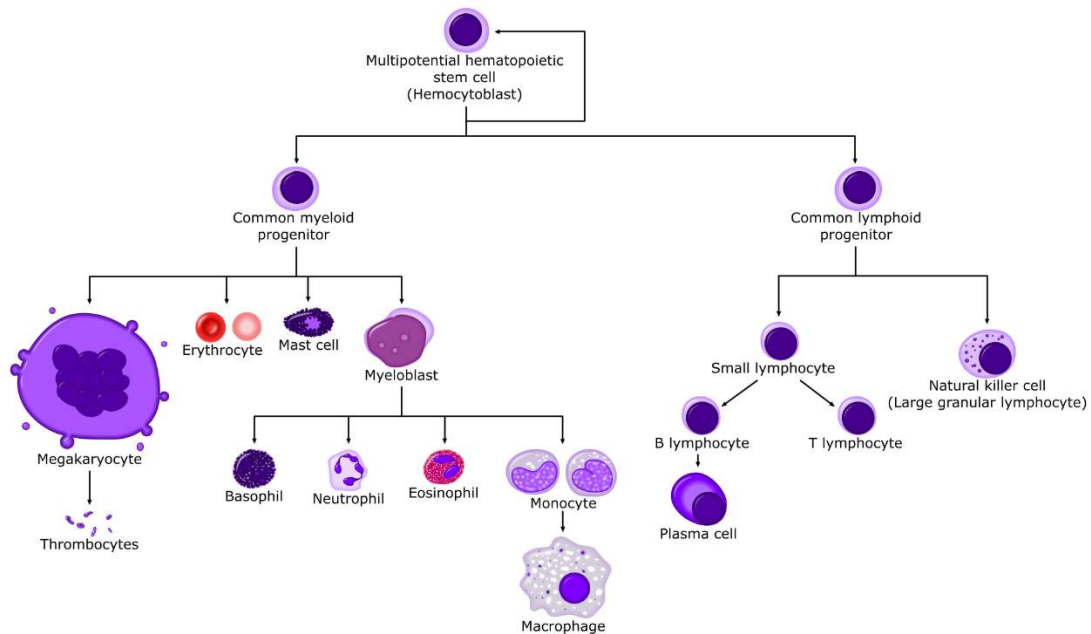 Multipotential hematopoietic
stem cell
(Hemocytoblast)
Common myeloid
progenitor
Common lymphoid
progenitor
Megakaryocyte
Thrombocytes
Erythrocyte
Mast cell
Myeloblast
Basophil
Neutrophil
Eosinophil
Monocyte
Macrophage
Small lymphocyte
Natural killer cell
(Large granular lymphocyte)
B lymphocyte
T lymphocyte
Plasma cell